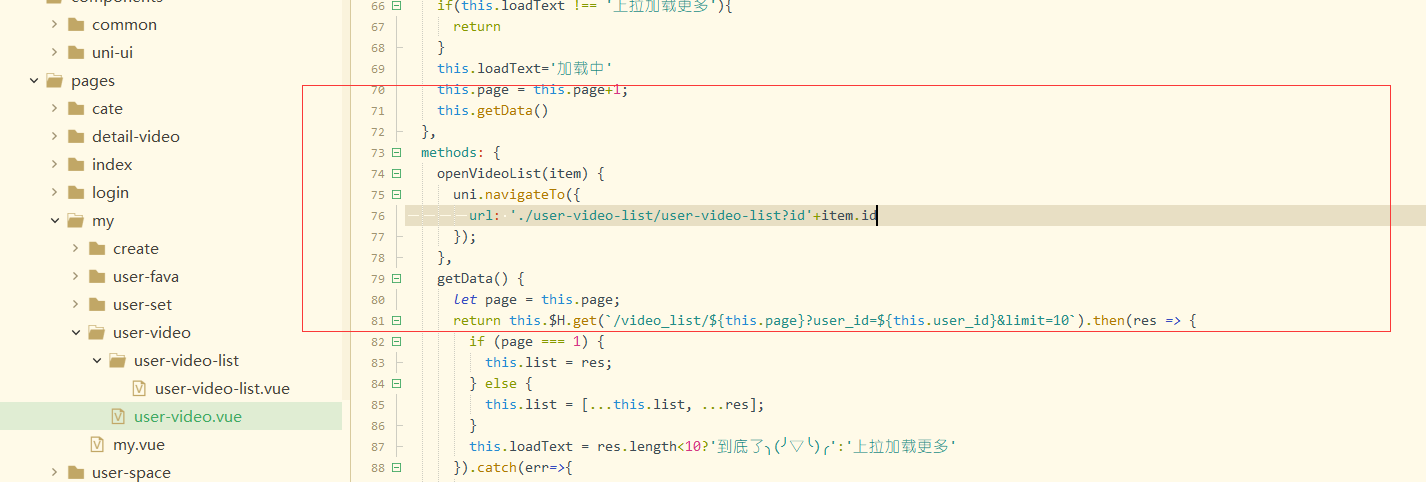 components
common
uni-ui
pages
cate
detail-video
index
login
my
create
user-fava
user-set
user-video
user-video-list
user-video-list.vue
user-video.vue
my.vue
user-space
66 if(this.loadText !== '上拉加载更多'){
67 return
68 }
69 this.loadText='加载中'
70 this.page = this.page+1;
71 this.getData()
72 },
73 methods: {
74 openVideoList(item) {
75 uni.navigateTo({
76 url: './user-video-list/user-video-list?id'+item.id
77 });
78 },
79 getData() {
80 let page = this.page;
81 return this.$H.get(`/video_list/${this.page}?user_id=${this.user_id}&limit=10`).then(res => {
82 if (page === 1) {
83 this.list = res;
84 } else {
85 this.list = [...this.list, ...res];
86 }
87 this.loadText = res.length<10?'到底了╮(╯▽╰)╭':'上拉加载更多'
88 }).catch(err=>{